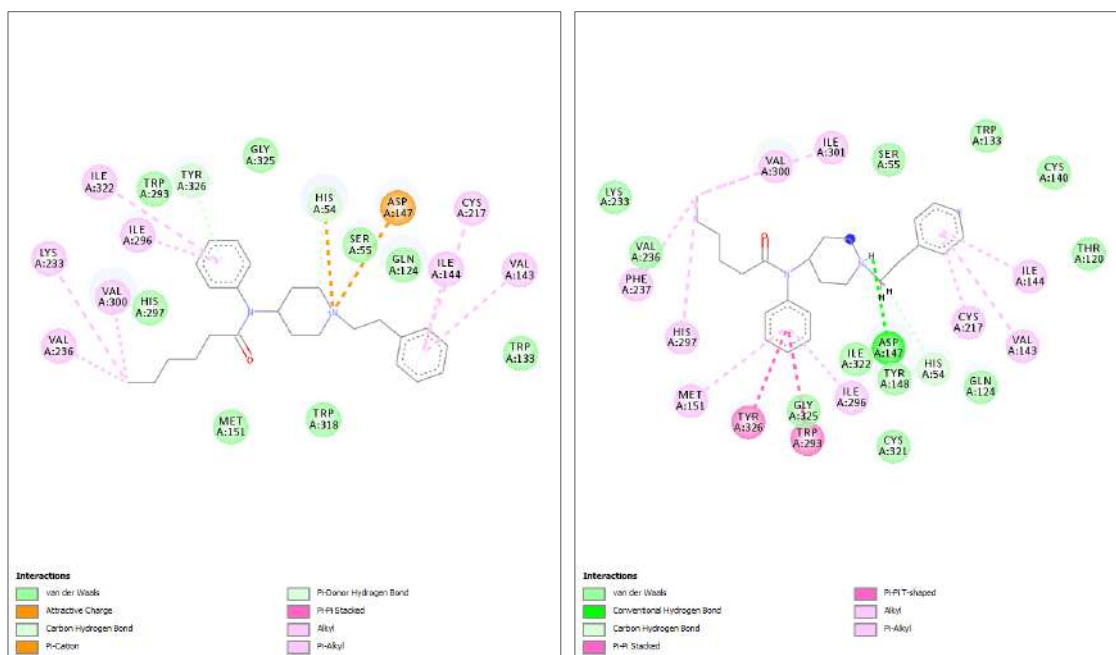 GLY
A:325
ILE
A:322
TRP
A:293
TYR
A:326
HIS
A:54
ASP
A:147
CYS
A:217
ILE
A:296
SER
A:55
GLN
A:124
LYS
A:233
ILE
A:144
VAL
A:143
VAL
A:300
HIS
A:297
N
N
VAL
A:236
O
TRP
A:133
MET
A:151
TRP
A:318
Interactions
van der Waals
Attractive Charge
Carbon Hydrogen Bond
Pi-Cation
Pi-Donor Hydrogen Bond
Pi-Pi Stacked
Alkyl
Pi-Alkyl
TRP
A:133
ILE
A:301
SER
A:55
VAL
A:300
CYS
A:140
LYS
A:233
VAL
A:236
O
H
THR
A:120
PHE
A:237
N
N
H
H
ILE
A:144
CYS
A:217
HIS
A:297
VAL
A:143
ASP
A:147
ILE
A:322
TYR
A:148
HIS
A:54
GLN
A:124
MET
A:151
ILE
A:296
TYR
A:326
GLY
A:325
TRP
A:293
CYS
A:321
Interactions
van der Waals
Conventional Hydrogen Bond
Carbon Hydrogen Bond
Pi-Pi Stacked
Pi-Pi T-shaped
Alkyl
Pi-Alkyl